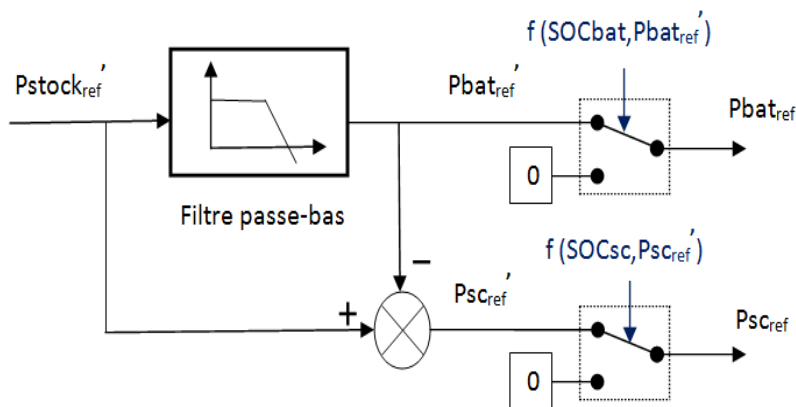 f (SOCbat,Pbatref')
Pstockref'
Pbatref'
Pbatref
0
Filtre passe-bas
f (SOCsc,Pscref')
−
+
Pscref'
Pscref
0